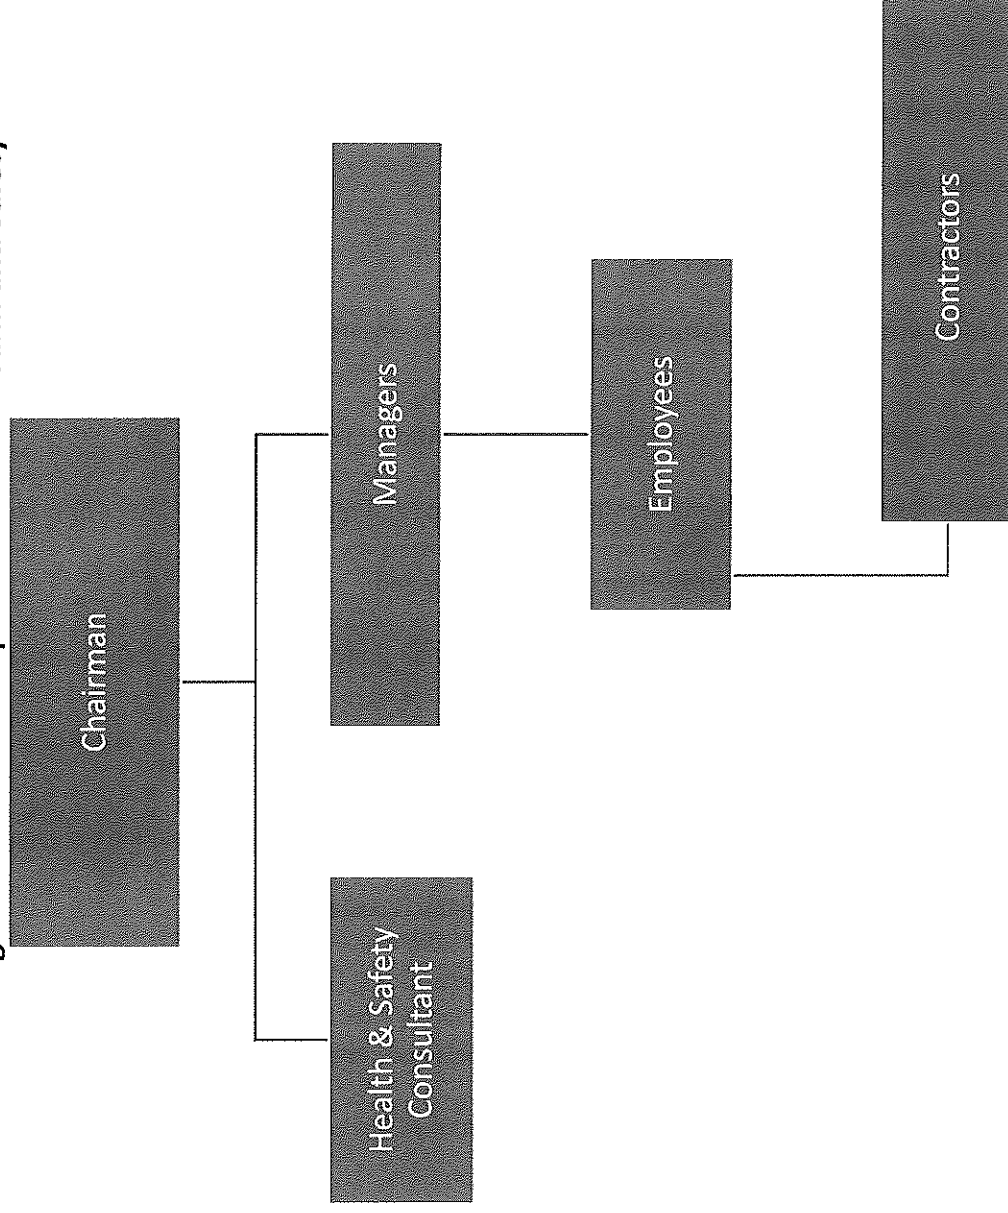 Chairman
Health & Safety
Consultant
Managers
Employees
Contractors